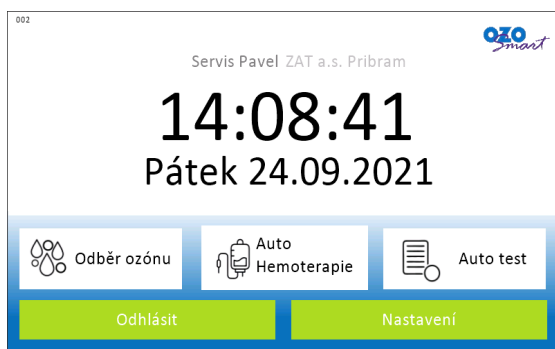 002
OZO
Smart
Servis Pavel ZAT a.s. Pribram
14:08:41
Pátek 24.09.2021
Odběr ozónu
Auto
Hemoterapie
Auto test
Odhlásit
Nastavení